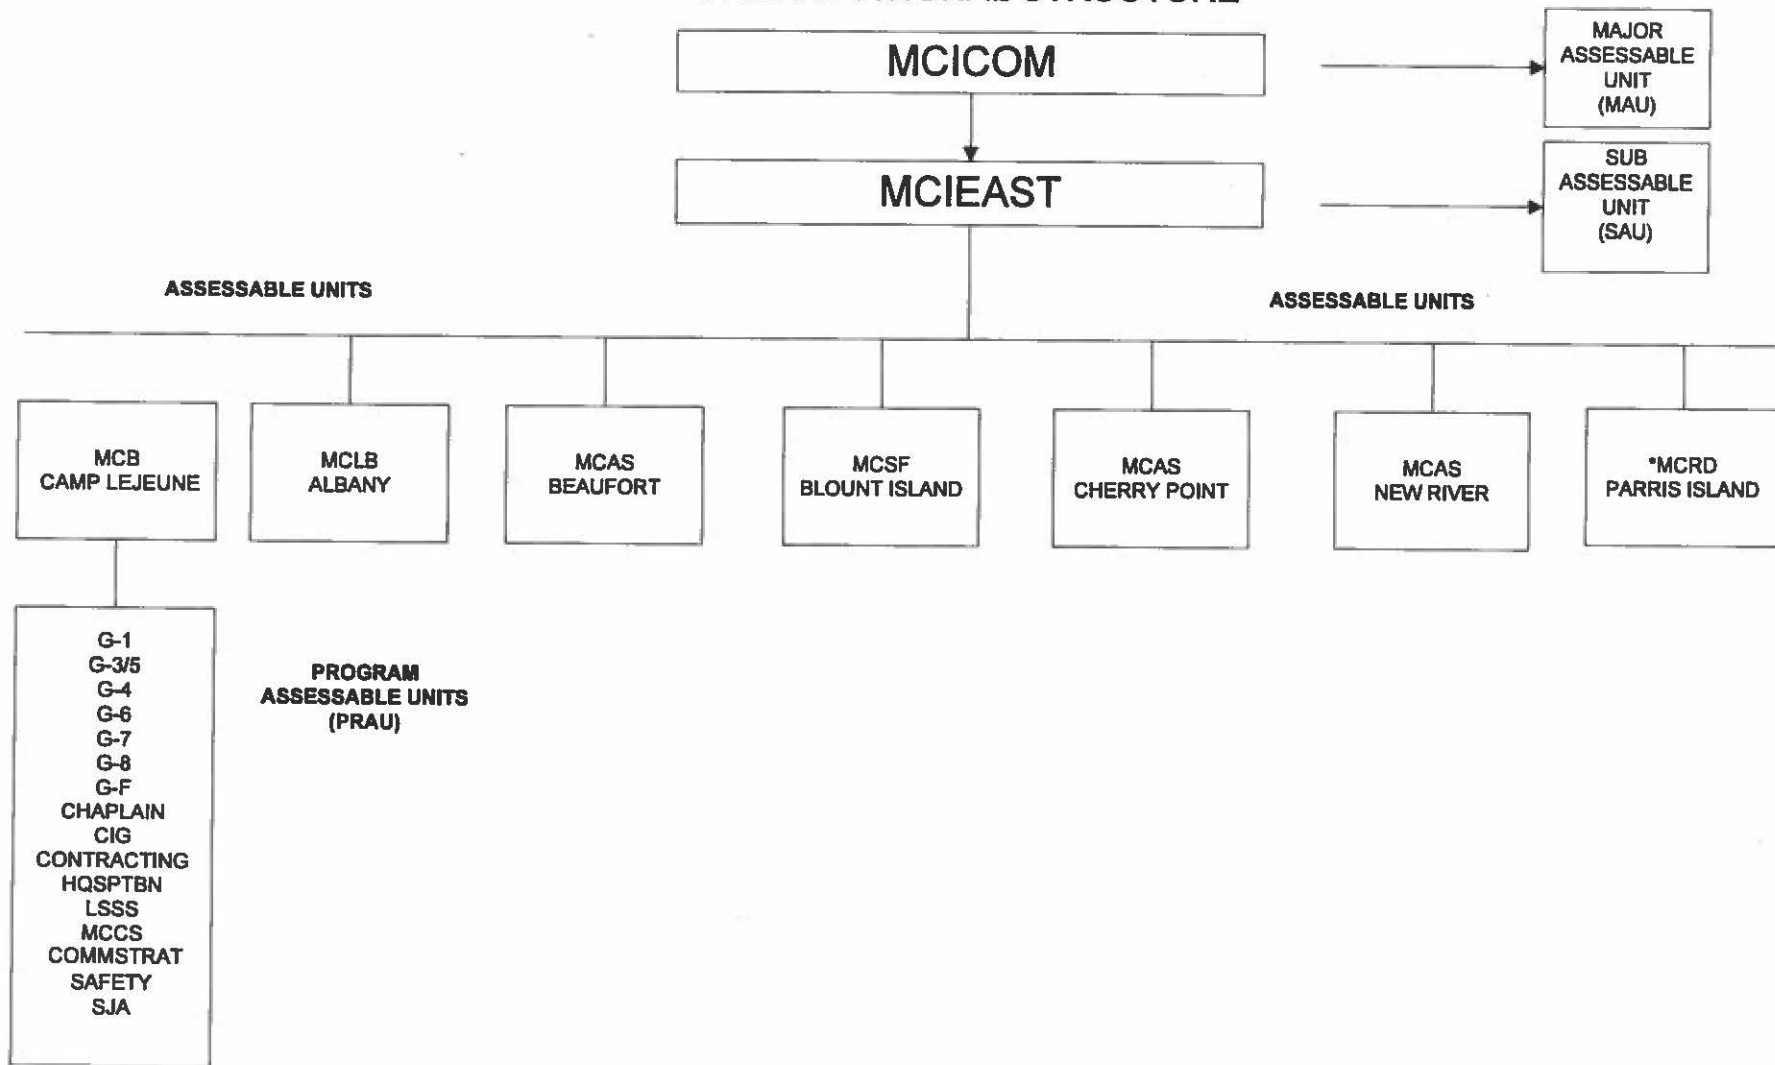 MCICOM
MAJOR
ASSESSABLE
UNIT
(MAU)
MCIEAST
SUB
ASSESSABLE
UNIT
(SAU)
ASSESSABLE UNITS
ASSESSABLE UNITS
MCB
CAMP LEJEUNE
MCLB
ALBANY
MCAS
BEAUFORT
MCSF
BLOUNT ISLAND
MCAS
CHERRY POINT
MCAS
NEW RIVER
*MCRD
PARRIS ISLAND
G-1
G-3/5
G-4
G-6
G-7
G-8
G-F
CHAPLAIN
CIG
CONTRACTING
HQSPTBN
LSSS
MCCS
COMMSTRAT
SAFETY
SJA
PROGRAM
ASSESSABLE UNITS
(PRAU)